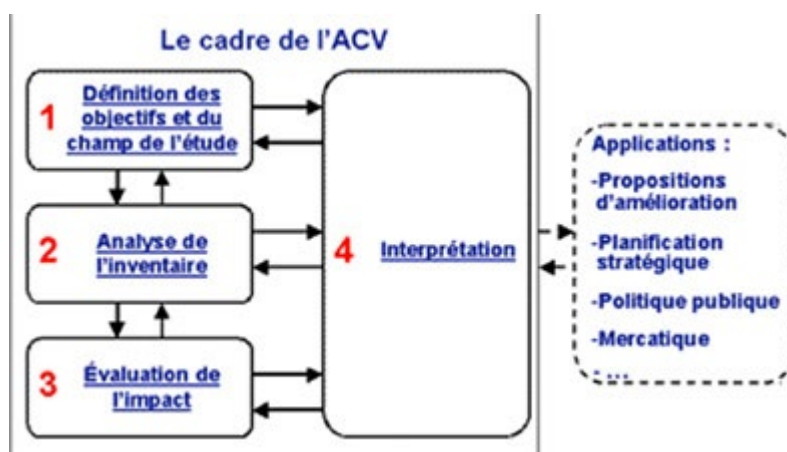 Le cadre de l'ACV
1
Définition des
objectifs et du
champ de l'étude
2
Analyse de
l'inventaire
3
Évaluation de
l'impact
4
Interprétation
Applications :
-Propositions
d'amélioration
-Planification
stratégique
-Politique publique
-Mercatique
- ...